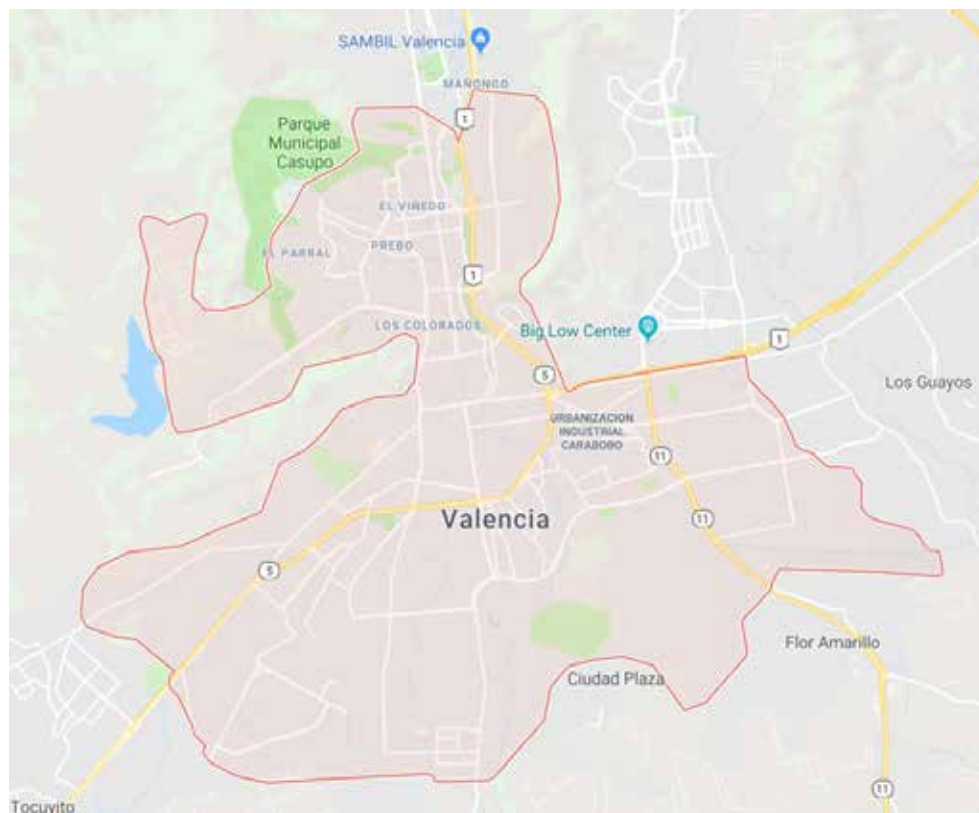 SAMBIL Valencia
MAÑONGO
1
Parque
Municipal
Casupo
EL VIÑEDO
EL PARRAL
PREBO
1
LOS COLORADOS
Big Low Center
1
5
Los Guayos
URBANIZACION
INDUSTRIAL
CARABOBO
11
Valencia
11
5
Flor Amarillo
Ciudad Plaza
11
Tocuyito